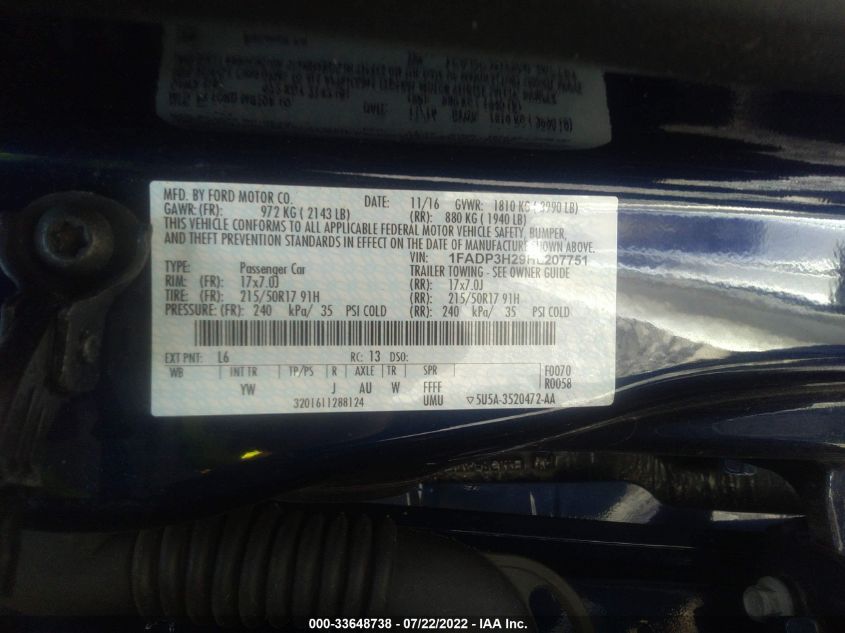 MFD. BY FORD MOTOR CO. DATE: 11/16 GVWR: 1810 KG ( 3990 LB)
GAWR: (FR): 972 KG ( 2143 LB) (RR): 880 KG ( 1940 LB)
THIS VEHICLE CONFORMS TO ALL APPLICABLE FEDERAL MOTOR VEHICLE SAFETY, BUMPER,
AND THEFT PREVENTION STANDARDS IN EFFECT ON THE DATE OF MANUFACTURE SHOWN ABOVE.
VIN: 1FADP3H29HL207751
TYPE: Passenger Car TRAILER TOWING - SEE OWNER GUIDE
RIM: (FR): 17x7.0J (RR): 17x7.0J
TIRE: (FR): 215/50R17 91H (RR): 215/50R17 91H
PRESSURE: (FR): 240 kPa/ 35 PSI COLD (RR): 240 kPa/ 35 PSI COLD
EXT PNT: L6 RC: 13 DSO:
WB INT TR TP/PS R AXLE TR SPR F0070
YW J AU W FFFF R0058
3201611288124 UMU ▽5U5A-3520472-AA
000-33648738 - 07/22/2022 - IAA Inc.